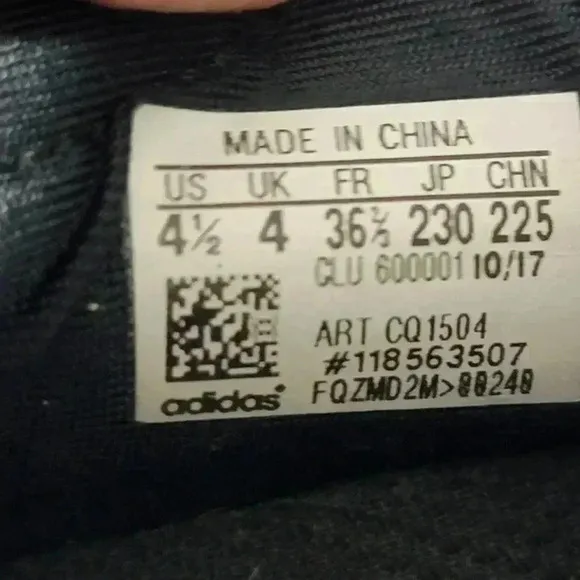 MADE IN CHINA
US UK FR JP CHN
4½ 4 36⅔ 230 225
CLU 600001 10/17
ART CQ1504
#118563507
adidas FQZMD2M>